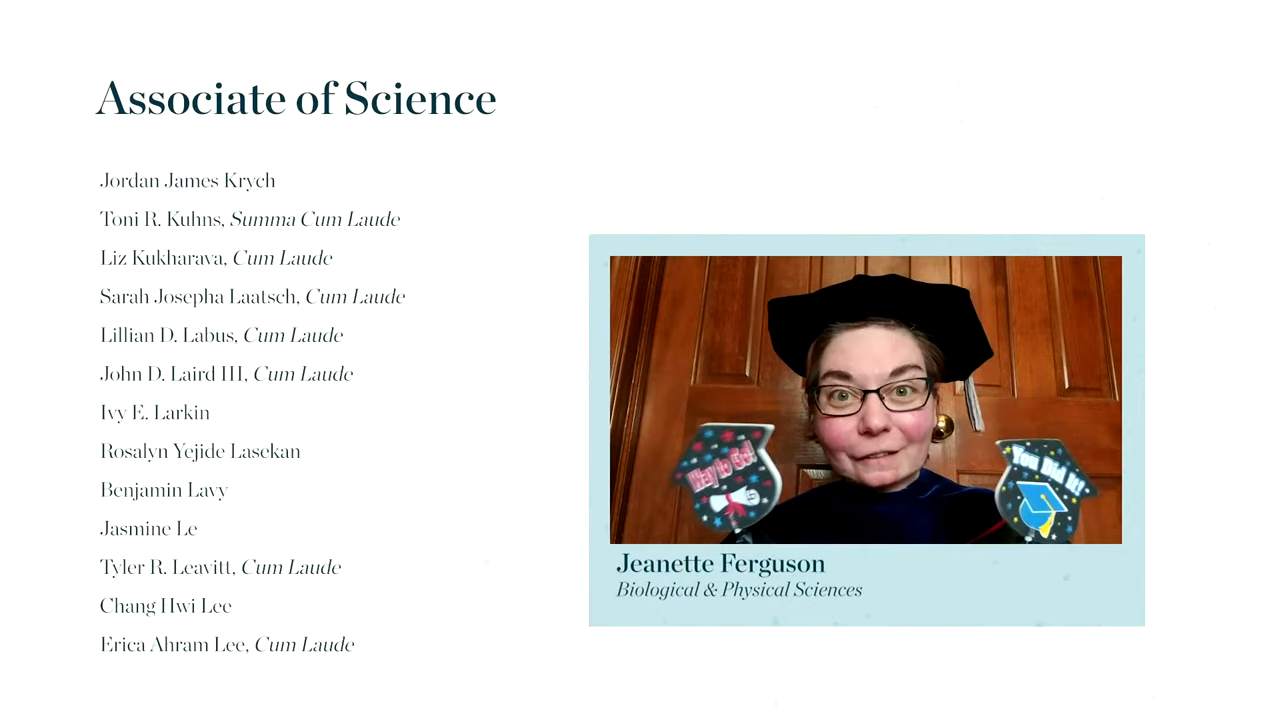 Associate of Science
Jordan James Krych
Toni R. Kuhns, Summa Cum Laude
Liz Kukharava, Cum Laude
Sarah Josepha Laatsch, Cum Laude
Lillian D. Labus, Cum Laude
John D. Laird III, Cum Laude
Ivy E. Larkin
Rosalyn Yejide Lasekan
Benjamin Lavy
Jasmine Le
Tyler R. Leavitt, Cum Laude
Chang Hwi Lee
Erica Ahram Lee, Cum Laude
Way to Go!
You Did It!
Jeanette Ferguson
Biological & Physical Sciences